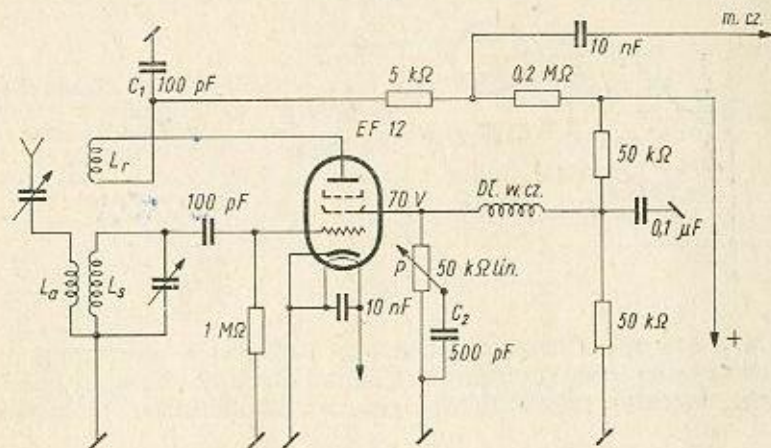 m. cz.
10 nF
C₁ 100 pF
5 kΩ
0,2 MΩ
EF 12
Lᵣ
50 kΩ
100 pF
70 V
Dł. w. cz.
0,1 μF
P
50 kΩ lin.
Lₐ
Lₛ
10 nF
C₂
1 MΩ
500 pF
50 kΩ
+